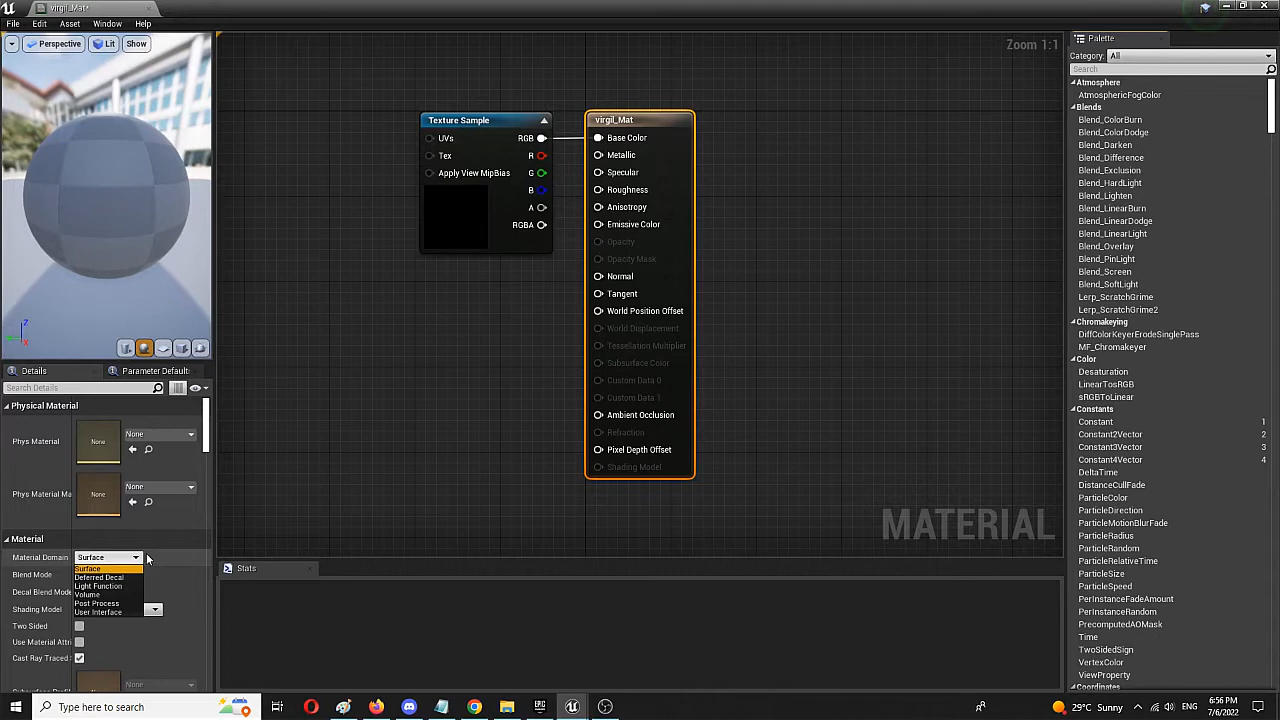 virgil_Mat*
File Edit Asset Window Help
Perspective Lit Show
Zoom 1:1
Texture Sample
UVs RGB
Tex R
Apply View MipBias G
B
A
RGBA
virgil_Mat
Base Color
Metallic
Specular
Roughness
Anisotropy
Emissive Color
Opacity
Opacity Mask
Normal
Tangent
World Position Offset
World Displacement
Tessellation Multiplier
Subsurface Color
Custom Data 0
Custom Data 1
Ambient Occlusion
Refraction
Pixel Depth Offset
Shading Model
MATERIAL
Z
X
Details Parameter Default
Search Details
Physical Material
Phys Material None None
Phys Material Ma None None
Material
Material Domain Surface
Surface
Deferred Decal
Light Function
Volume
Post Process
User Interface
Blend Mode
Decal Blend Mode
Shading Model
Two Sided
Use Material Attri
Cast Ray Traced
None
Stats
Palette
Category: All
Search
Atmosphere
AtmosphericFogColor
Blends
Blend_ColorBurn
Blend_ColorDodge
Blend_Darken
Blend_Difference
Blend_Exclusion
Blend_HardLight
Blend_Lighten
Blend_LinearBurn
Blend_LinearDodge
Blend_LinearLight
Blend_Overlay
Blend_PinLight
Blend_Screen
Blend_SoftLight
Lerp_ScratchGrime
Lerp_ScratchGrime2
Chromakeying
DiffColorKeyerErodeSinglePass
MF_Chromakeyer
Color
Desaturation
LinearTosRGB
sRGBToLinear
Constants
Constant 1
Constant2Vector 2
Constant3Vector 3
Constant4Vector 4
DeltaTime
DistanceCullFade
ParticleColor
ParticleDirection
ParticleMotionBlurFade
ParticleRadius
ParticleRandom
ParticleRelativeTime
ParticleSize
ParticleSpeed
PerInstanceFadeAmount
PerInstanceRandom
PrecomputedAOMask
Time
TwoSidedSign
VertexColor
ViewProperty
Coordinates
Type here to search
29°C Sunny
ENG
6:56 PM
7/6/2022